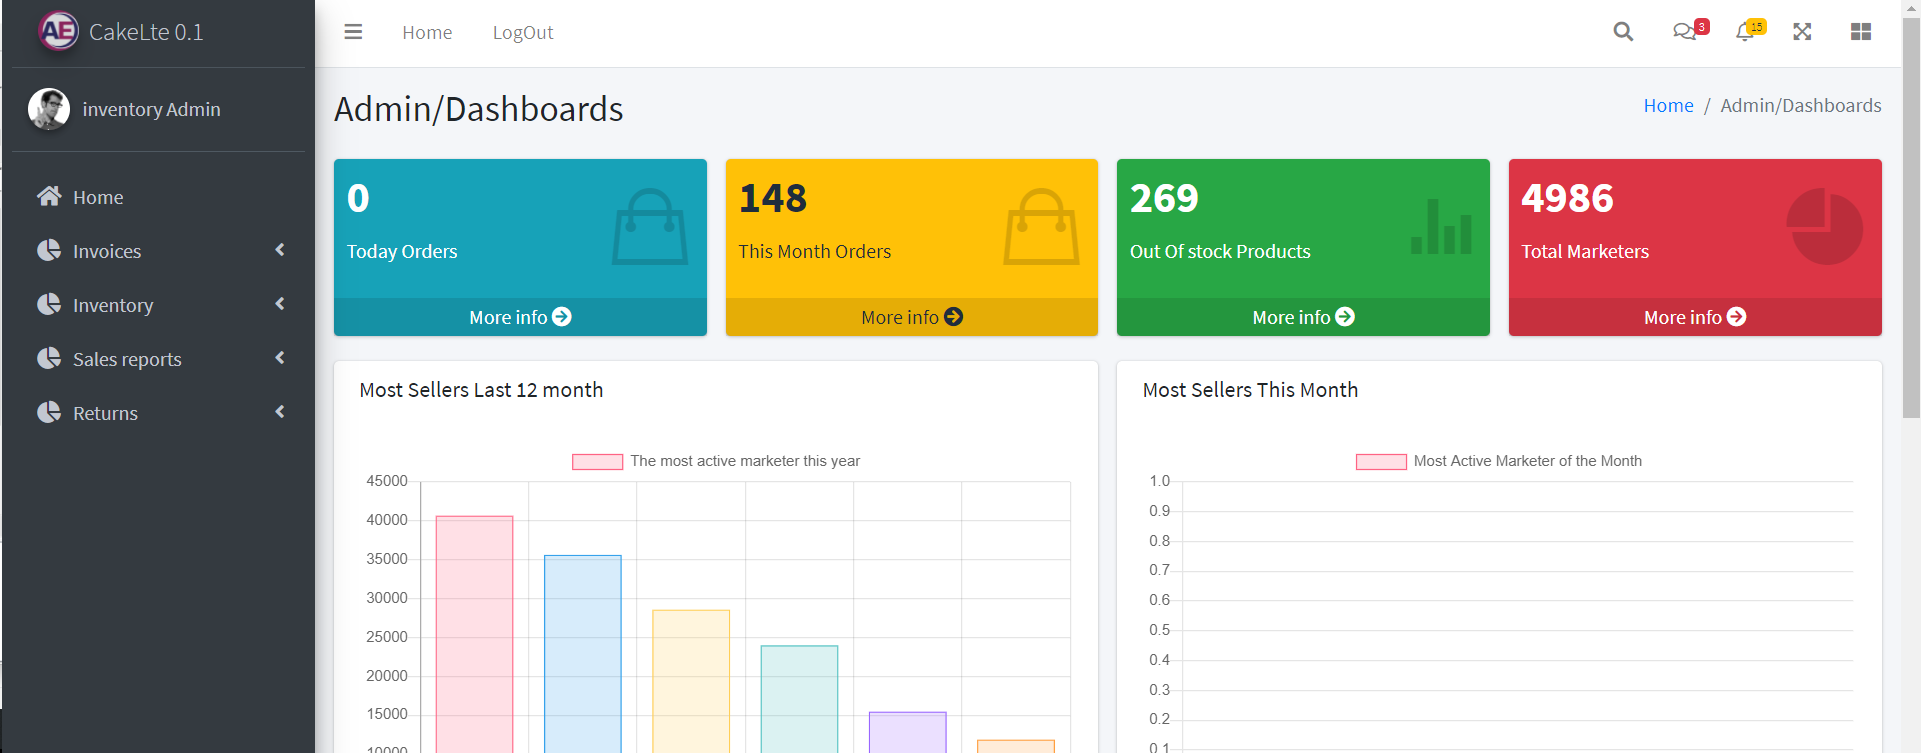 AE CakeLte 0.1
Home LogOut
3
15
inventory Admin
Home
Invoices
Inventory
Sales reports
Returns
Admin/Dashboards
Home / Admin/Dashboards
0
Today Orders
More info
148
This Month Orders
More info
269
Out Of stock Products
More info
4986
Total Marketers
More info
Most Sellers Last 12 month
The most active marketer this year
45000
40000
35000
30000
25000
20000
15000
10000
Most Sellers This Month
Most Active Marketer of the Month
1.0
0.9
0.8
0.7
0.6
0.5
0.4
0.3
0.2
0.1